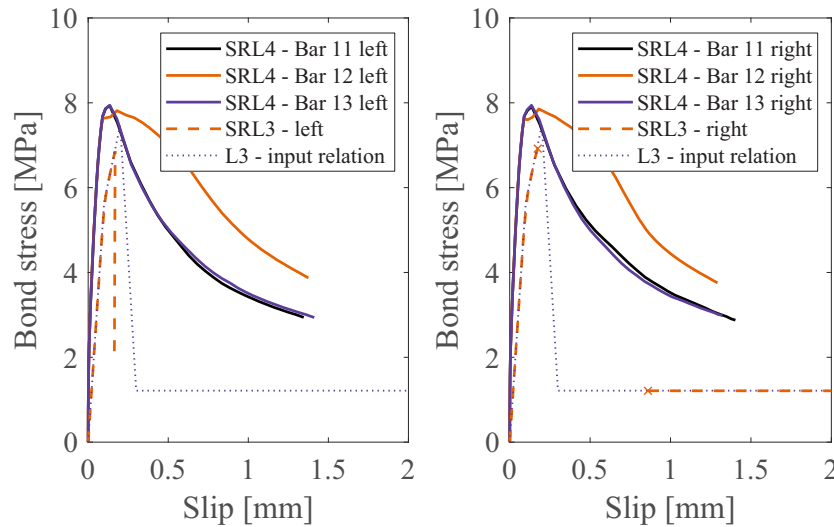 10
8
6
4
2
0
Bond stress [MPa]
SRL4 - Bar 11 left
SRL4 - Bar 12 left
SRL4 - Bar 13 left
SRL3 - left
L3 - input relation
0 0.5 1 1.5 2
Slip [mm]
10
8
6
4
2
0
Bond stress [MPa]
SRL4 - Bar 11 right
SRL4 - Bar 12 right
SRL4 - Bar 13 right
SRL3 - right
L3 - input relation
0 0.5 1 1.5 2
Slip [mm]